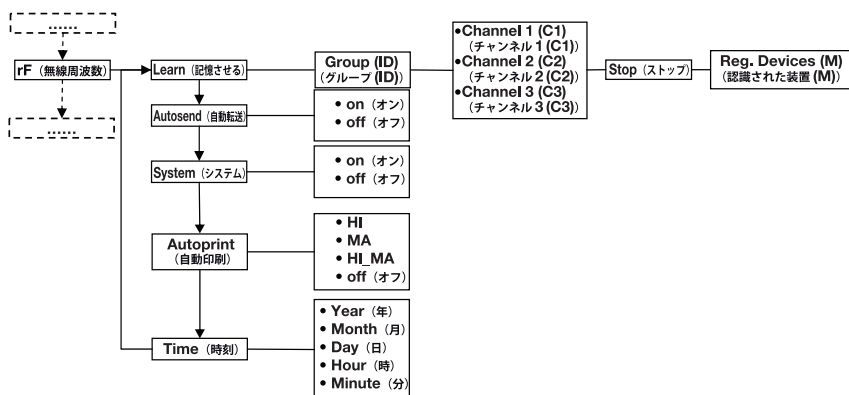 ......
rF（無線周波数）
......
Learn（記憶させる）
Group (ID)
(グループ(ID))
•Channel 1 (C1)
(チャンネル 1 (C1))
•Channel 2 (C2)
(チャンネル 2 (C2))
•Channel 3 (C3)
(チャンネル 3 (C3))
Stop（ストップ）
Reg. Devices (M)
(認識された装置(M))
Autosend（自動転送）
• on（オン）
• off（オフ）
System（システム）
• on（オン）
• off（オフ）
Autoprint
（自動印刷）
• HI
• MA
• HI_MA
• off（オフ）
Time（時刻）
• Year（年）
• Month（月）
• Day（日）
• Hour（時）
• Minute（分）